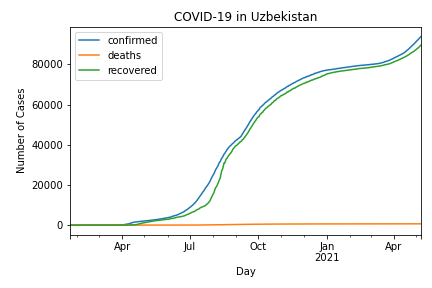 COVID-19 in Uzbekistan
confirmed
deaths
recovered
Number of Cases
80000
60000
40000
20000
0
Apr
Jul
Oct
Jan
2021
Apr
Day